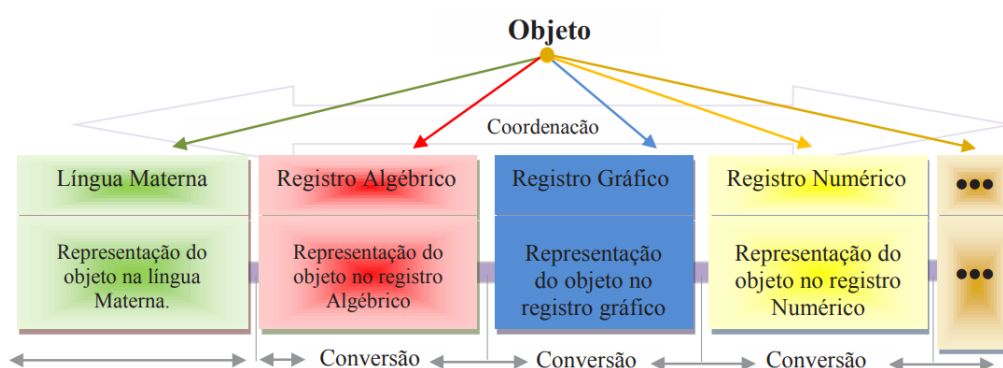 Objeto
Coordenacão
Língua Materna
Registro Algébrico
Registro Gráfico
Registro Numérico
•••
Representação do
objeto na língua
Materna.
Representação do
objeto no registro
Algébrico
Representação
do objeto no
registro gráfico
Representação do
objeto no registro
Numérico
•••
Conversão
Conversão
Conversão